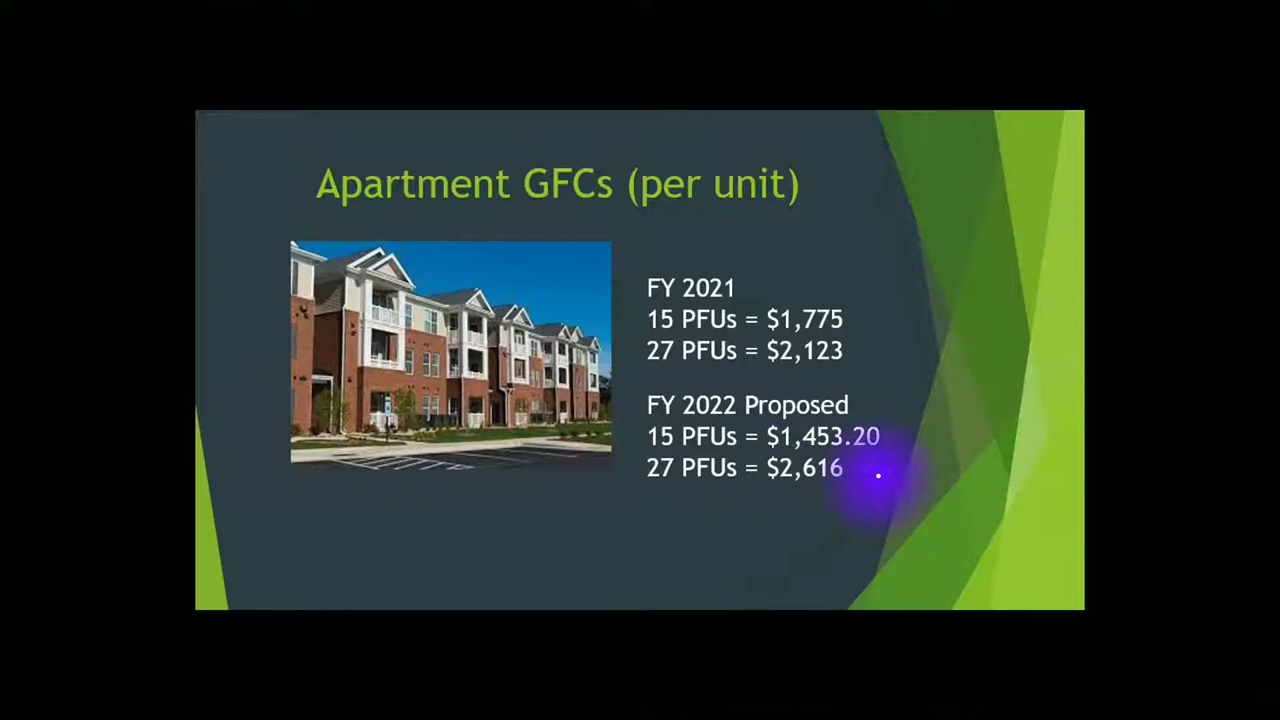 Apartment GFCs (per unit)
FY 2021
15 PFUs = $1,775
27 PFUs = $2,123
FY 2022 Proposed
15 PFUs = $1,453.20
27 PFUs = $2,616